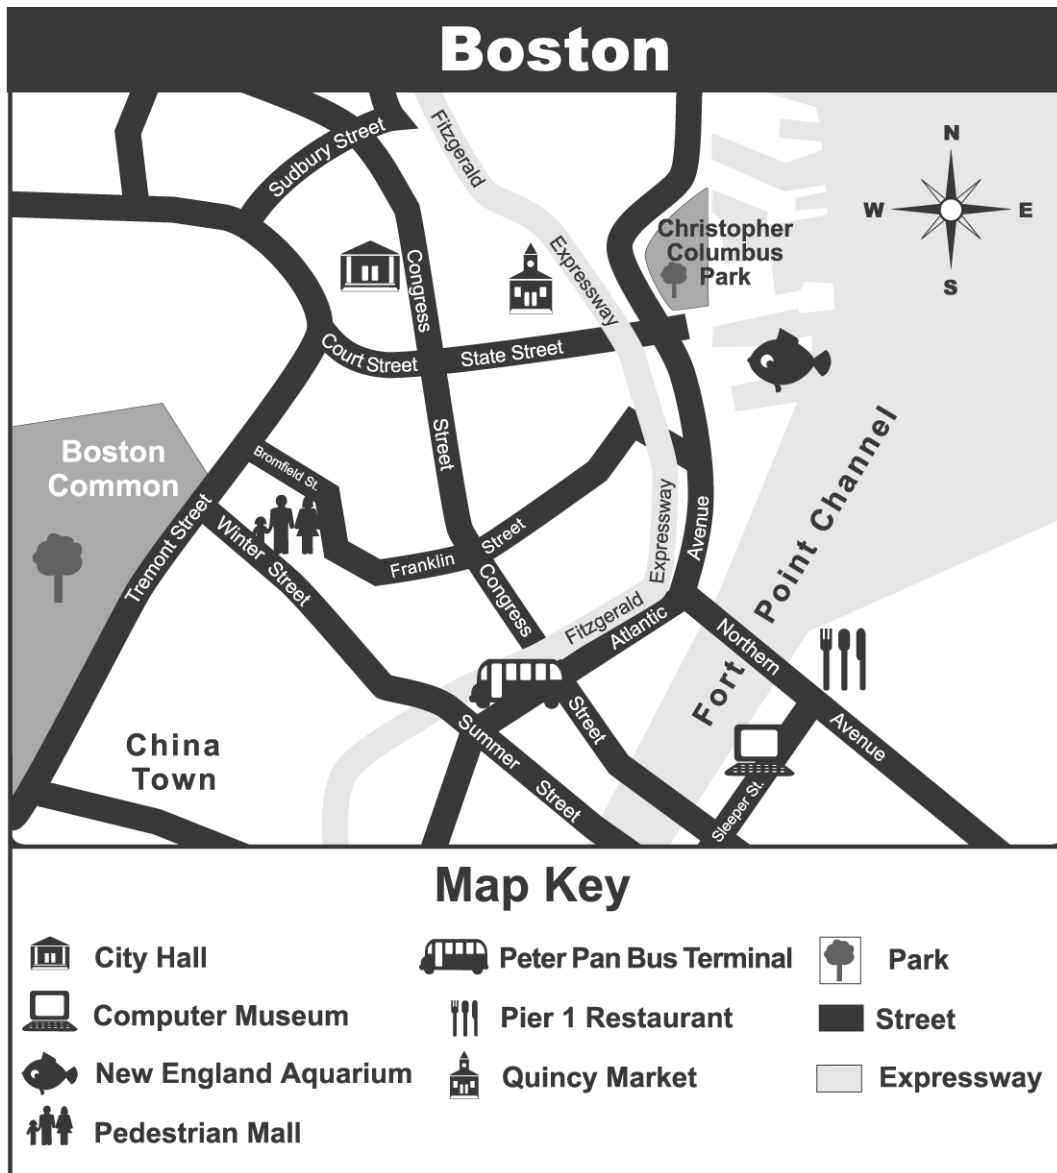 Boston
Sudbury Street
Fitzgerald
Expressway
N
W
E
S
Christopher
Columbus
Park
Congress
Street
Court Street
State Street
Boston
Common
Bromfield St.
Tremont Street
Winter Street
Franklin
Street
Congress
Street
Expressway
Fitzgerald
Atlantic
Avenue
Northern
Avenue
Fort Point Channel
Summer
Street
Sleeper St.
China
Town
Map Key
City Hall
Computer Museum
New England Aquarium
Pedestrian Mall
Peter Pan Bus Terminal
Pier 1 Restaurant
Quincy Market
Park
Street
Expressway